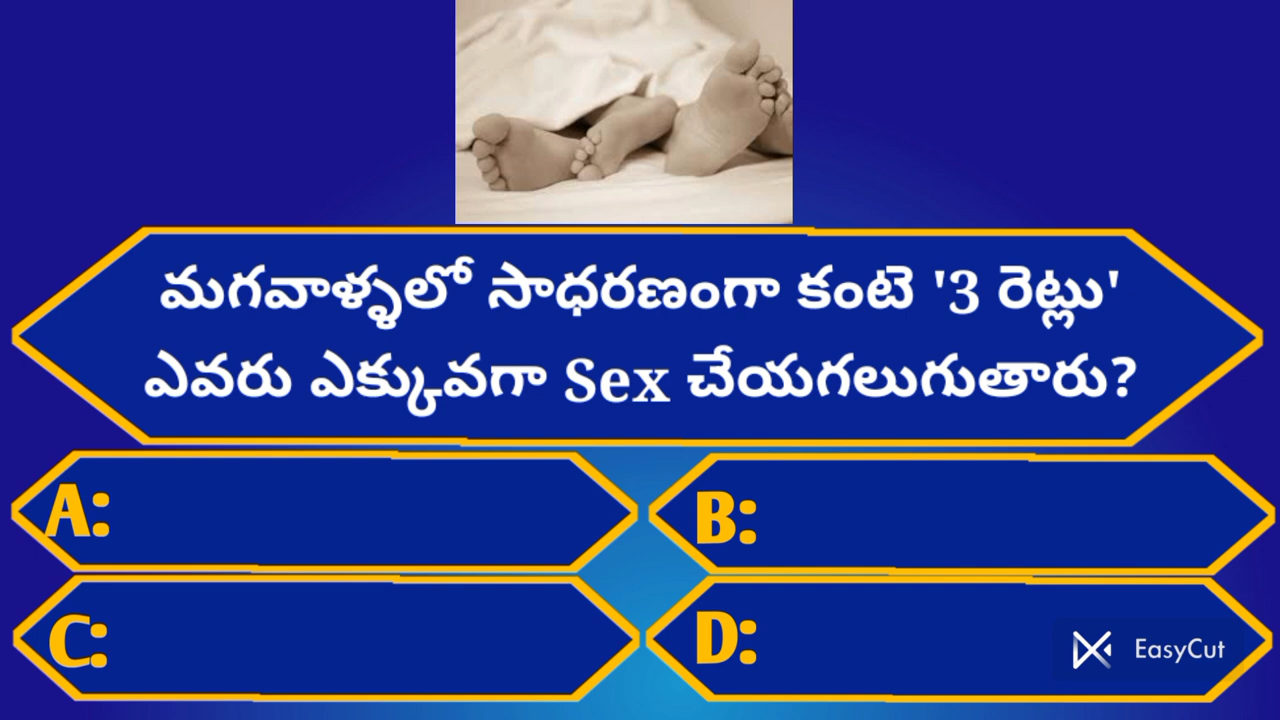 మగవాళ్ళలో సాధరణంగా కంటె '3 రెట్లు'
ఎవరు ఎక్కువగా Sex చేయగలుగుతారు?
A:
B:
C:
D:
EasyCut